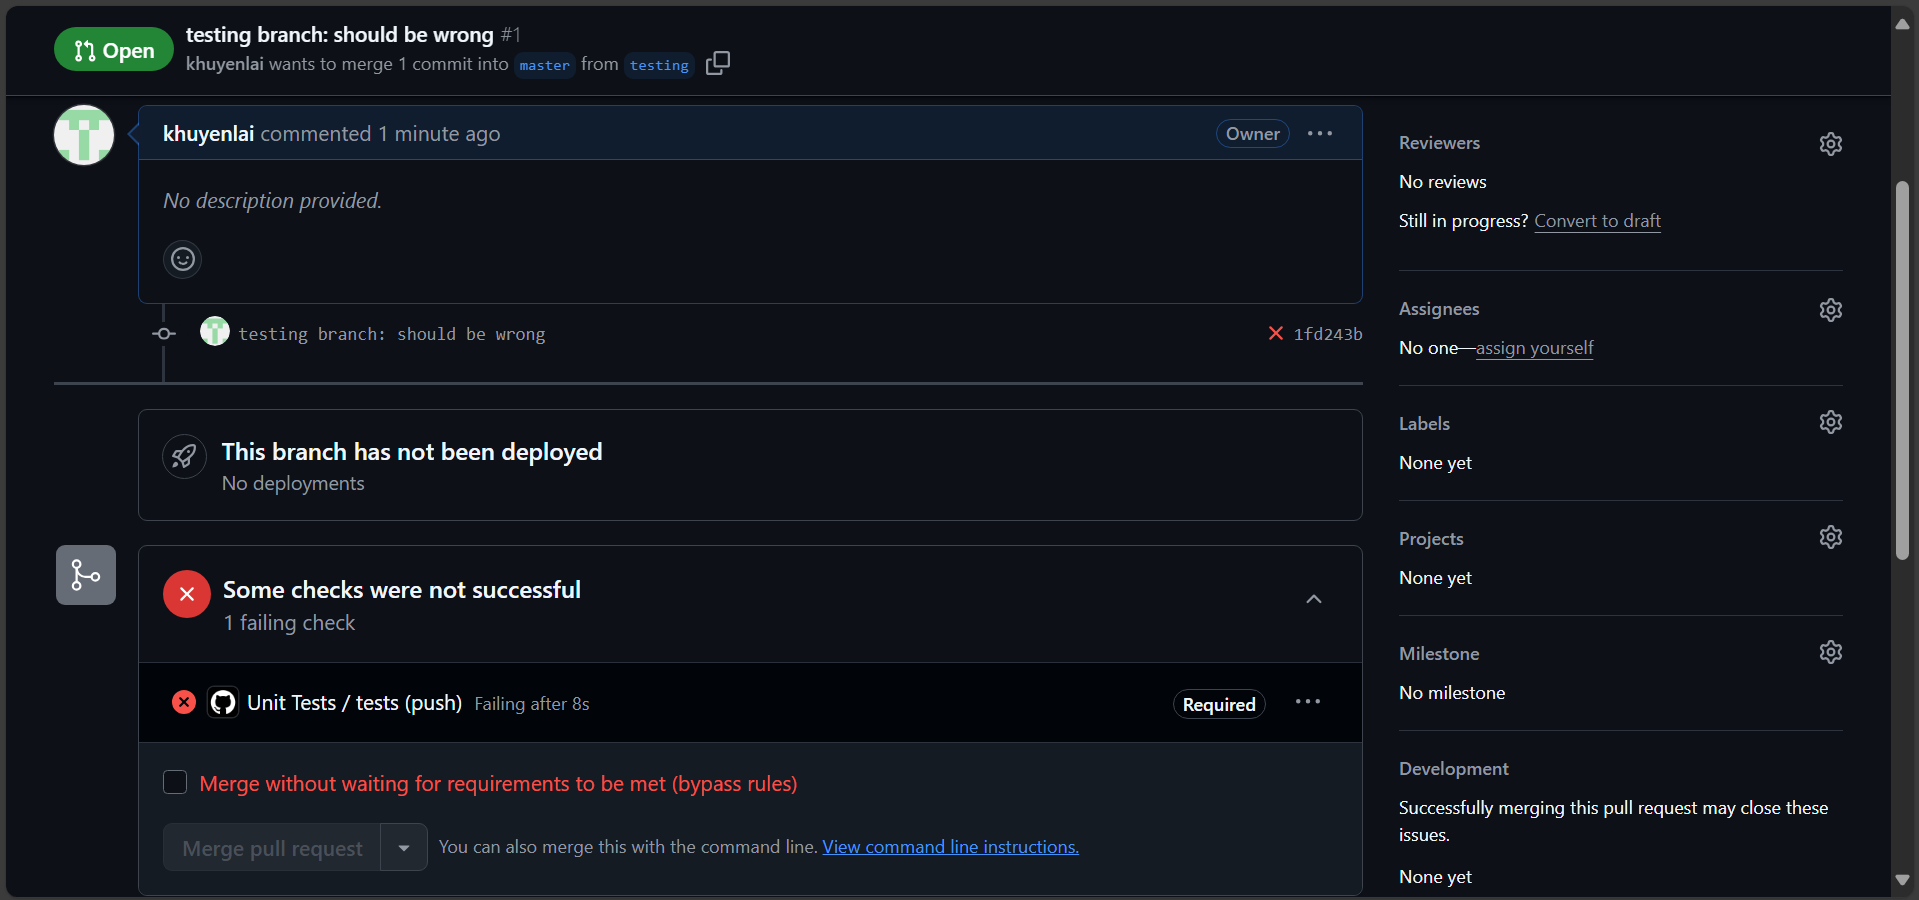 Open
testing branch: should be wrong #1
khuyenlai wants to merge 1 commit into master from testing
khuyenlai commented 1 minute ago
Owner
No description provided.
testing branch: should be wrong
1fd243b
This branch has not been deployed
No deployments
Some checks were not successful
1 failing check
Unit Tests / tests (push) Failing after 8s
Required
Merge without waiting for requirements to be met (bypass rules)
Merge pull request
You can also merge this with the command line. View command line instructions.
Reviewers
No reviews
Still in progress? Convert to draft
Assignees
No one—assign yourself
Labels
None yet
Projects
None yet
Milestone
No milestone
Development
Successfully merging this pull request may close these
issues.
None yet